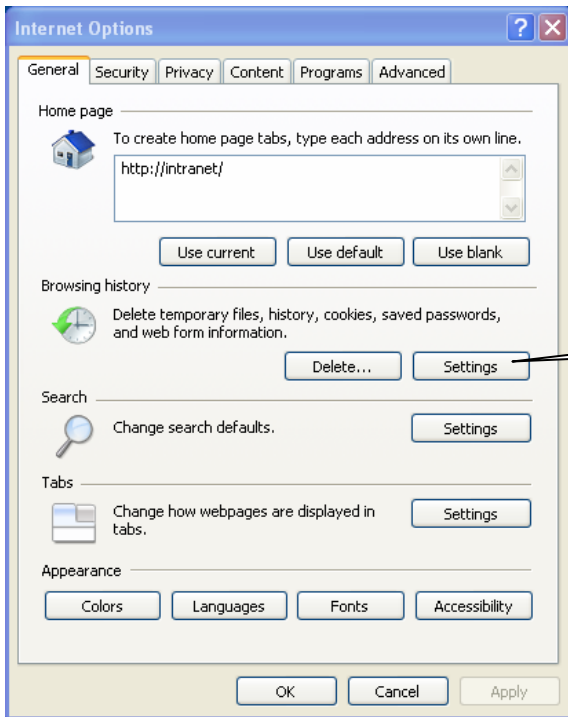 Internet Options
General Security Privacy Content Programs Advanced
Home page
To create home page tabs, type each address on its own line.
http://intranet/
Use current Use default Use blank
Browsing history
Delete temporary files, history, cookies, saved passwords,
and web form information.
Delete... Settings
Search
Change search defaults.
Settings
Tabs
Change how webpages are displayed in
tabs.
Settings
Appearance
Colors Languages Fonts Accessibility
OK Cancel Apply